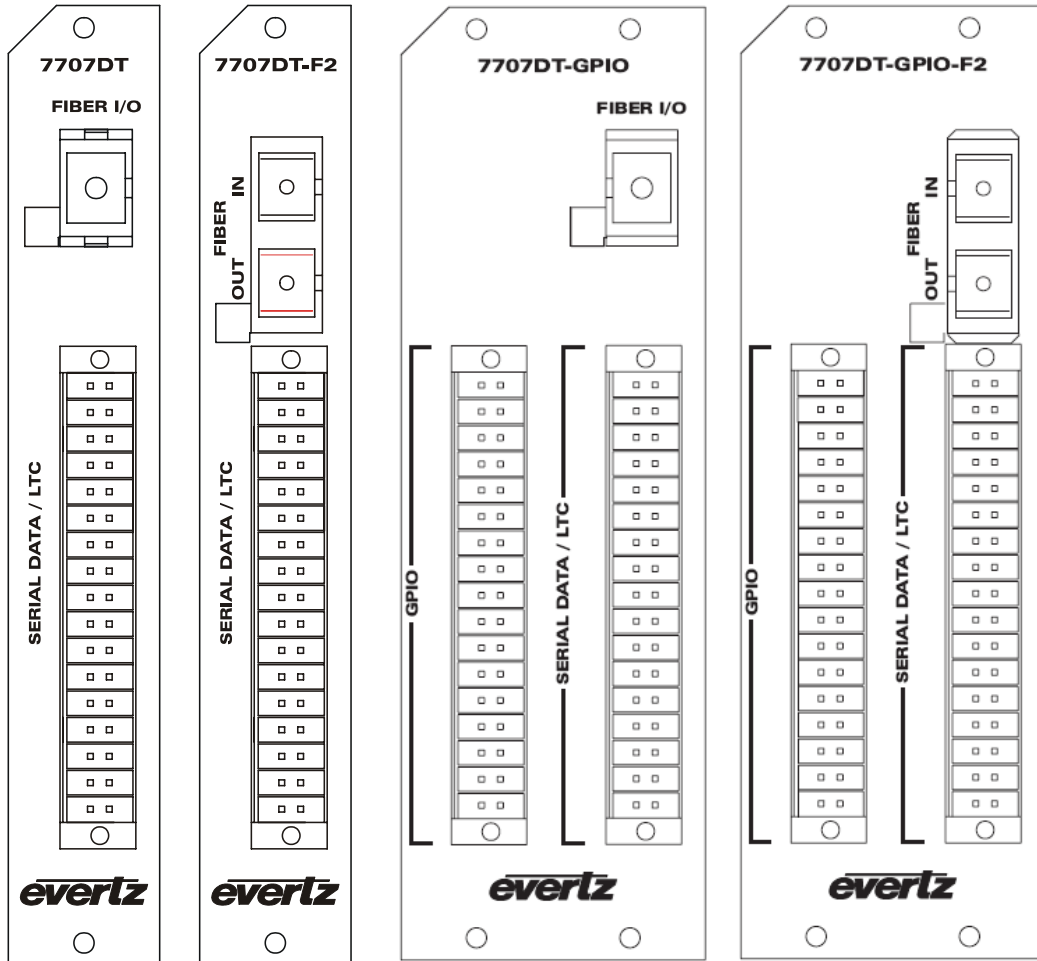 7707DT
FIBER I/O
SERIAL DATA / LTC
evertz
7707DT-F2
FIBER
IN
OUT
SERIAL DATA / LTC
evertz
7707DT-GPIO
FIBER I/O
GPIO
SERIAL DATA / LTC
evertz
7707DT-GPIO-F2
FIBER
IN
OUT
GPIO
SERIAL DATA / LTC
evertz